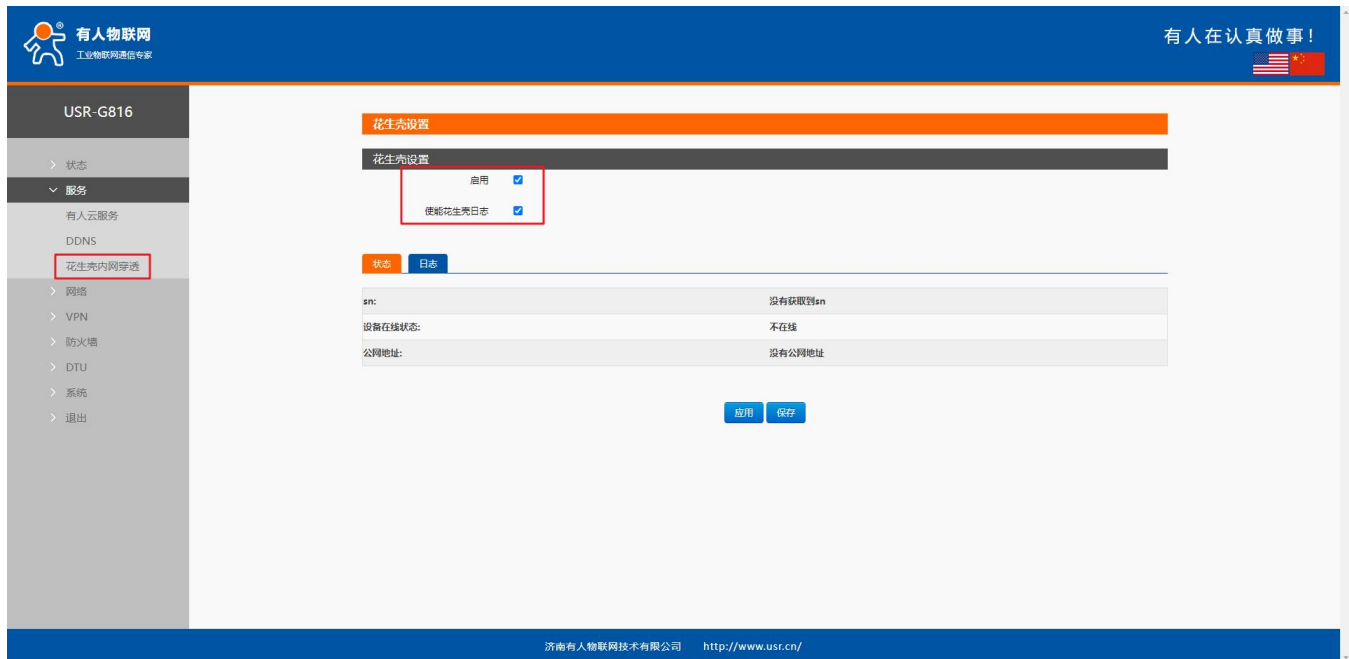 有人物联网
®
工业物联网通信专家
有人在认真做事！
USR-G816
状态
服务
有人云服务
DDNS
花生壳内网穿透
网络
VPN
防火墙
DTU
系统
退出
花生壳设置
花生壳设置
启用
使能花生壳日志
状态 日志
sn: 没有获取到sn
设备在线状态: 不在线
公网地址: 没有公网地址
应用 保存
济南有人物联网技术有限公司 http://www.usr.cn/